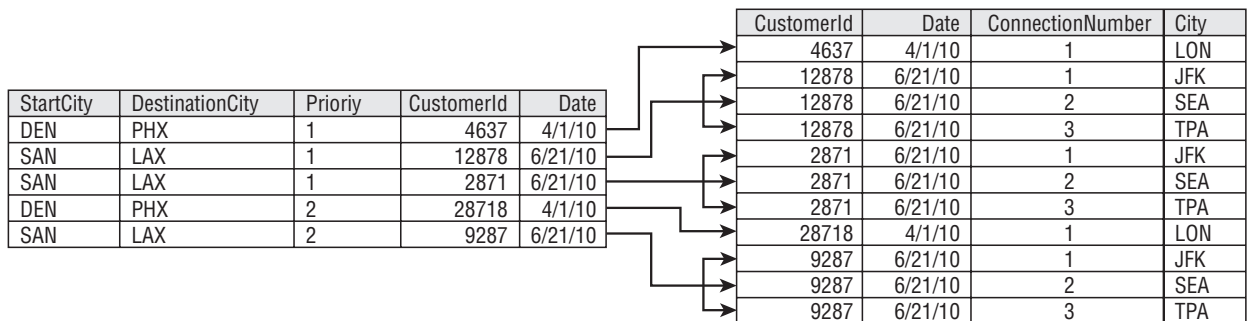 StartCity DestinationCity Prioriy CustomerId Date
DEN PHX 1 4637 4/1/10
SAN LAX 1 12878 6/21/10
SAN LAX 1 2871 6/21/10
DEN PHX 2 28718 4/1/10
SAN LAX 2 9287 6/21/10
CustomerId Date ConnectionNumber City
4637 4/1/10 1 LON
12878 6/21/10 1 JFK
12878 6/21/10 2 SEA
12878 6/21/10 3 TPA
2871 6/21/10 1 JFK
2871 6/21/10 2 SEA
2871 6/21/10 3 TPA
28718 4/1/10 1 LON
9287 6/21/10 1 JFK
9287 6/21/10 2 SEA
9287 6/21/10 3 TPA